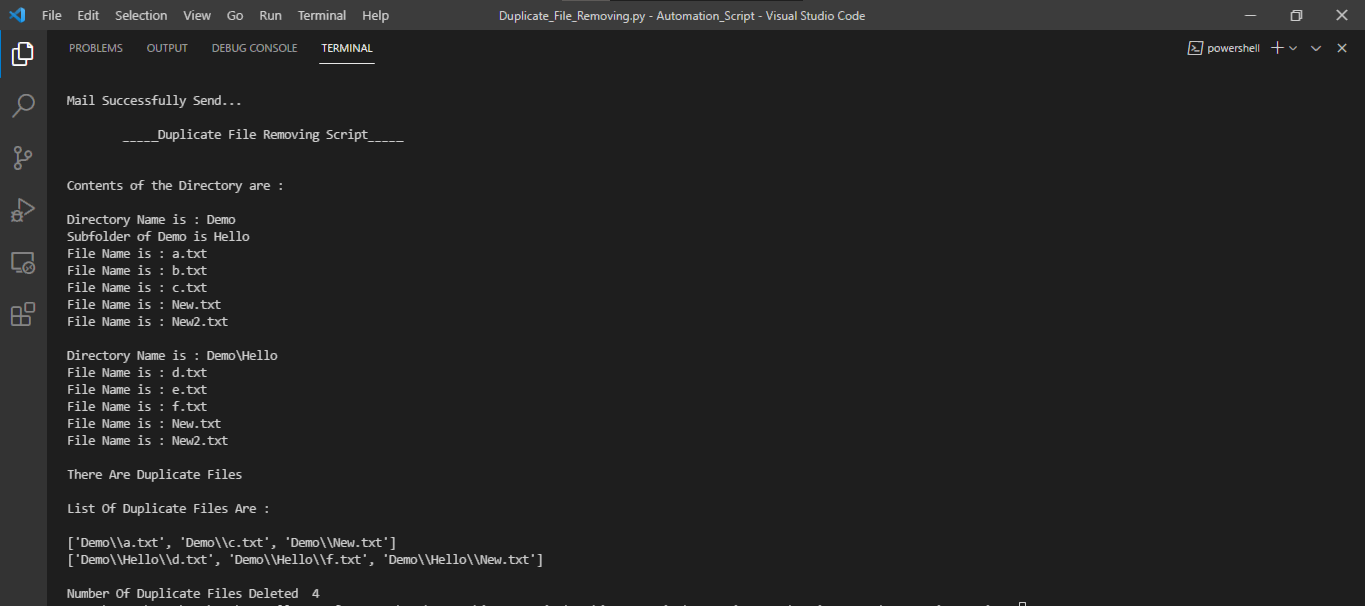 File Edit Selection View Go Run Terminal Help Duplicate_File_Removing.py - Automation_Script - Visual Studio Code
PROBLEMS OUTPUT DEBUG CONSOLE TERMINAL powershell
Mail Successfully Send...
_____Duplicate File Removing Script_____
Contents of the Directory are :
Directory Name is : Demo
Subfolder of Demo is Hello
File Name is : a.txt
File Name is : b.txt
File Name is : c.txt
File Name is : New.txt
File Name is : New2.txt
Directory Name is : Demo\Hello
File Name is : d.txt
File Name is : e.txt
File Name is : f.txt
File Name is : New.txt
File Name is : New2.txt
There Are Duplicate Files
List Of Duplicate Files Are :
['Demo\\a.txt', 'Demo\\c.txt', 'Demo\\New.txt']
['Demo\\Hello\\d.txt', 'Demo\\Hello\\f.txt', 'Demo\\Hello\\New.txt']
Number Of Duplicate Files Deleted  4